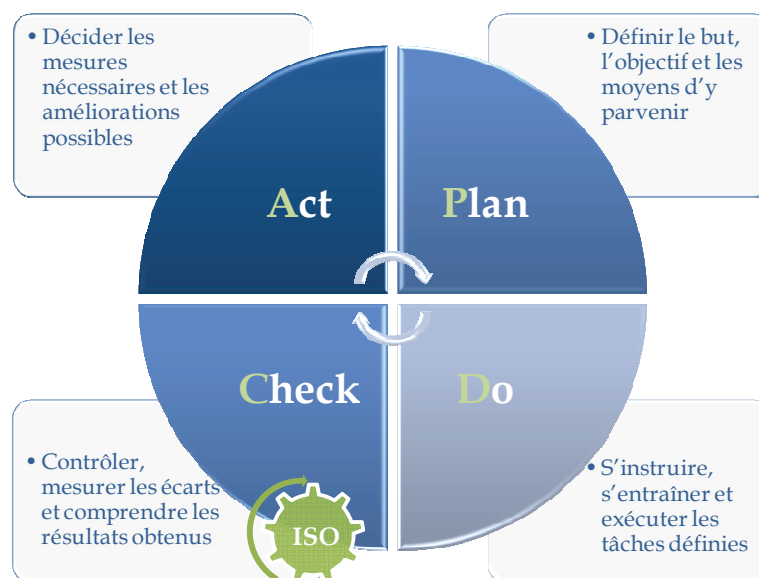 • Décider les
mesures
nécessaires et les
améliorations
possibles
• Définir le but,
l'objectif et les
moyens d'y
parvenir
Act
Plan
Check
Do
• Contrôler,
mesurer les écarts
et comprendre les
résultats obtenus
ISO
• S'instruire,
s'entraîner et
exécuter les
tâches définies